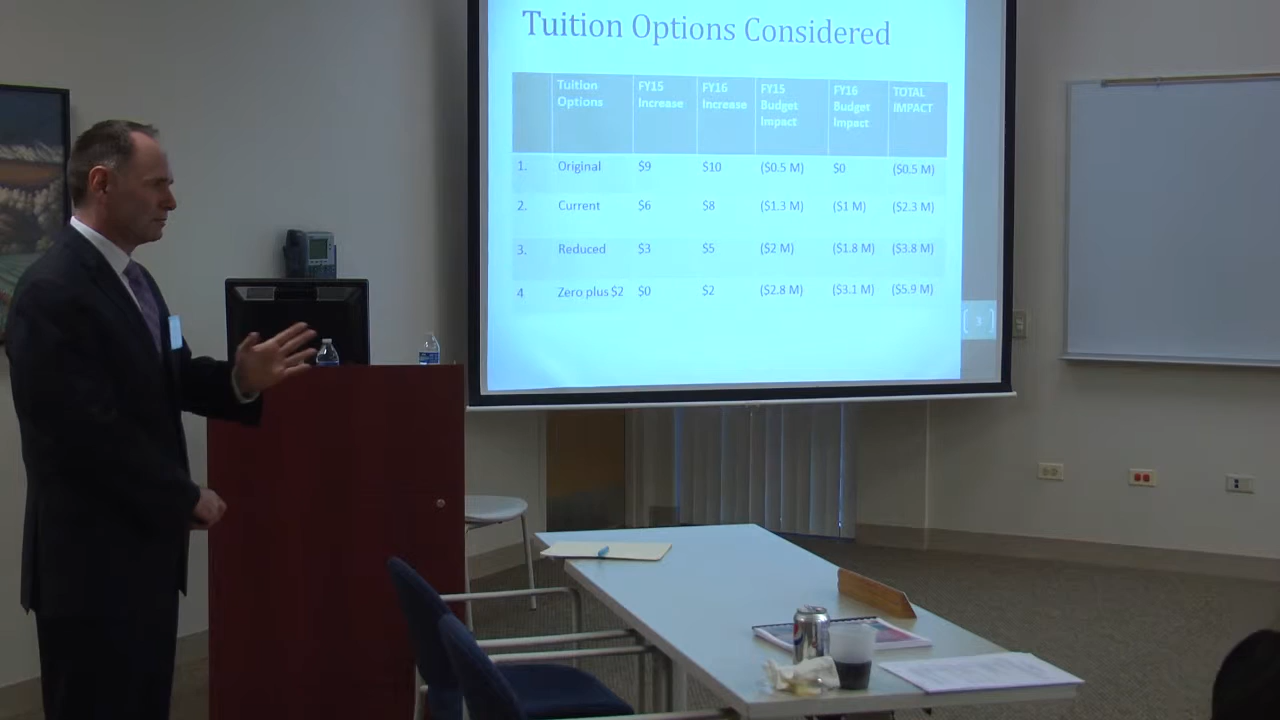 Tuition Options Considered
Tuition Options FY15 Increase FY16 Increase FY15 Budget Impact FY16 Budget Impact TOTAL IMPACT
1. Original $9 $10 ($0.5 M) $0 ($0.5 M)
2. Current $6 $8 ($1.3 M) ($1 M) ($2.3 M)
3. Reduced $3 $5 ($2 M) ($1.8 M) ($3.8 M)
4 Zero plus $2 $0 $2 ($2.8 M) ($3.1 M) ($5.9 M)
3